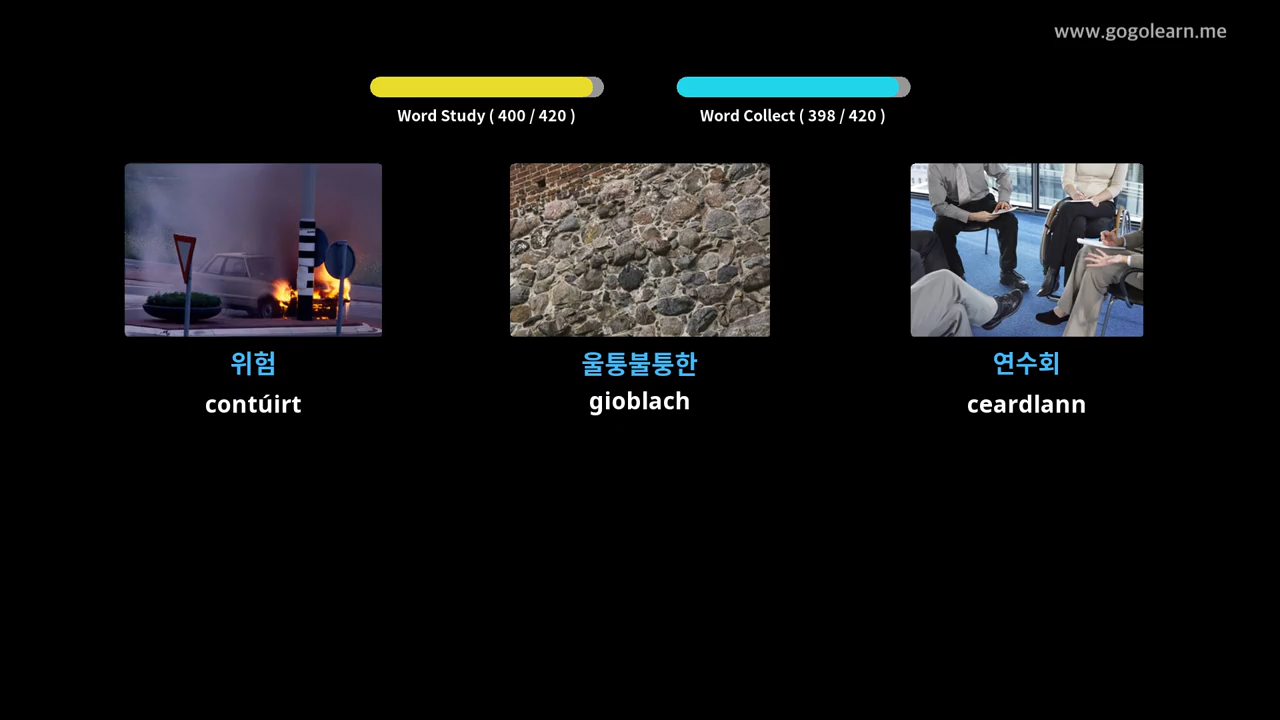 www.gogolearn.me
Word Study ( 400 / 420 )
Word Collect ( 398 / 420 )
위험
울퉁불퉁한
연수회
contúirt
gioblach
ceardlann